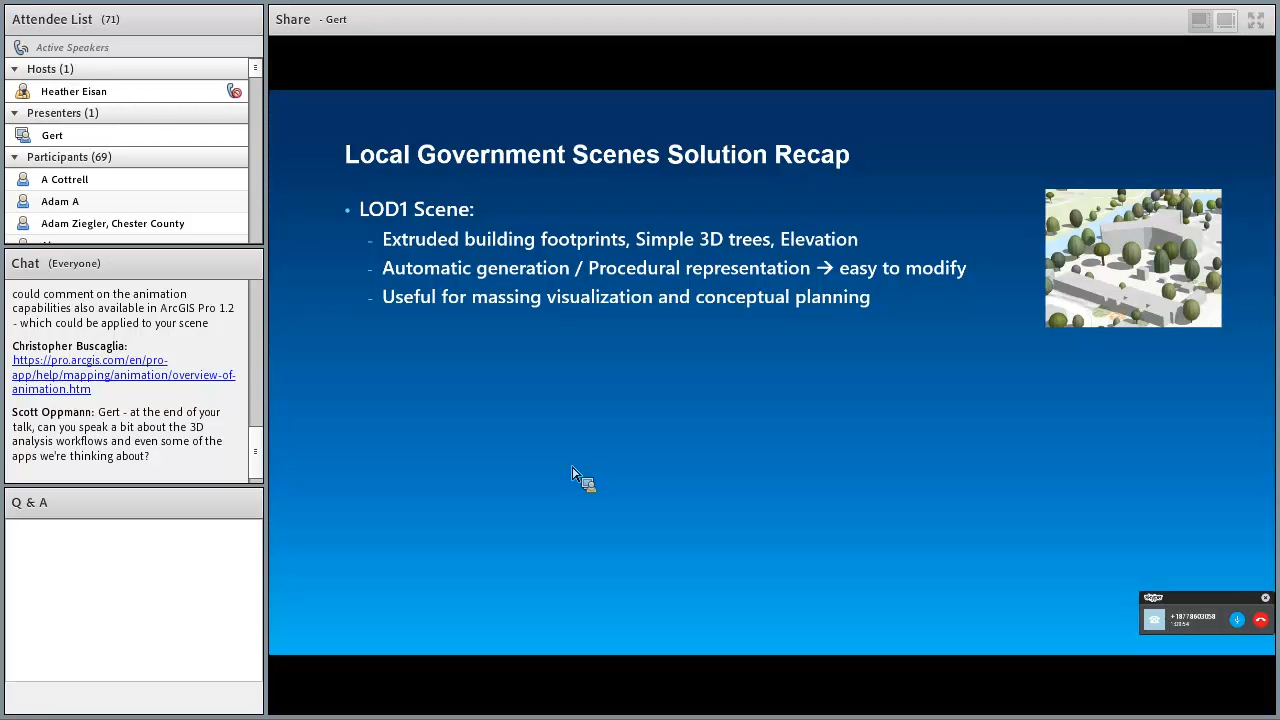 Attendee List (71)
Active Speakers
Hosts (1)
Heather Eisan
Presenters (1)
Gert
Participants (69)
A Cottrell
Adam A
Adam Ziegler, Chester County
Chat (Everyone)
could comment on the animation
capabilities also available in ArcGIS Pro 1.2
- which could be applied to your scene
Christopher Buscaglia:
https://pro.arcgis.com/en/pro-
app/help/mapping/animation/overview-of-
animation.htm
Scott Oppmann: Gert - at the end of your
talk, can you speak a bit about the 3D
analysis workflows and even some of the
apps we're thinking about?
Q & A
Share - Gert
Local Government Scenes Solution Recap
• LOD1 Scene:
- Extruded building footprints, Simple 3D trees, Elevation
- Automatic generation / Procedural representation → easy to modify
- Useful for massing visualization and conceptual planning
skype
+18778603058